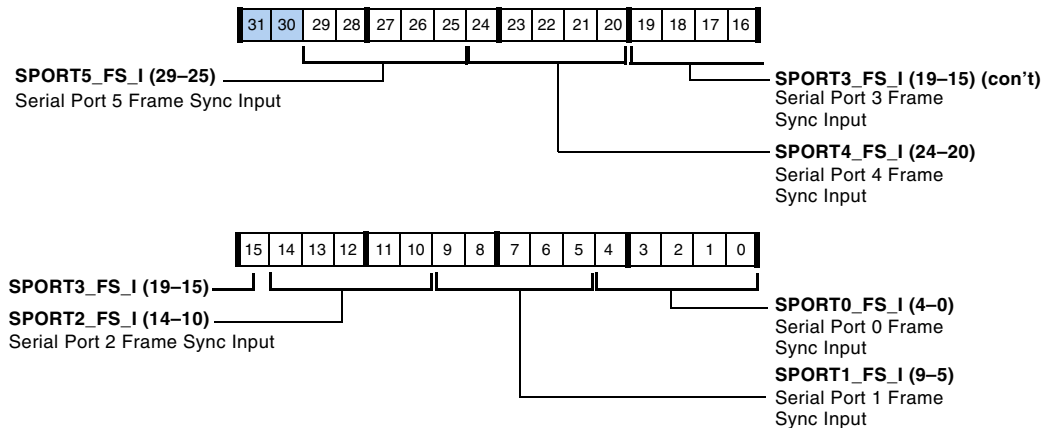 31 30 29 28 27 26 25 24 23 22 21 20 19 18 17 16
SPORT5_FS_I (29–25)
Serial Port 5 Frame Sync Input
SPORT3_FS_I (19–15) (con't)
Serial Port 3 Frame
Sync Input
SPORT4_FS_I (24–20)
Serial Port 4 Frame
Sync Input
15 14 13 12 11 10 9 8 7 6 5 4 3 2 1 0
SPORT3_FS_I (19–15)
SPORT2_FS_I (14–10)
Serial Port 2 Frame Sync Input
SPORT0_FS_I (4–0)
Serial Port 0 Frame
Sync Input
SPORT1_FS_I (9–5)
Serial Port 1 Frame
Sync Input